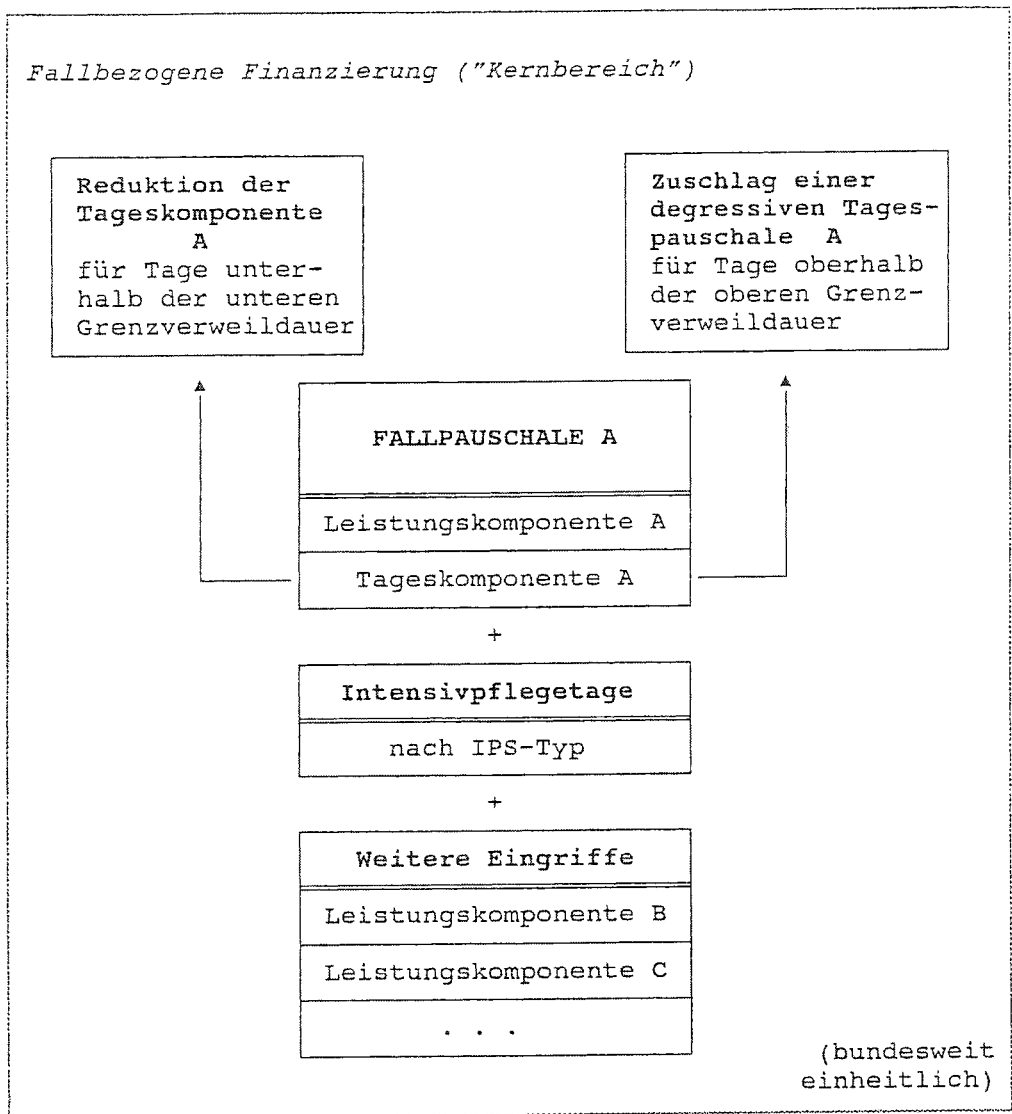 Fallbezogene Finanzierung ("Kernbereich")
Reduktion der
Tageskomponente
A
für Tage unter-
halb der unteren
Grenzverweildauer
Zuschlag einer
degressiven Tages-
pauschale A
für Tage oberhalb
der oberen Grenz-
verweildauer
FALLPAUSCHALE A
Leistungskomponente A
Tageskomponente A
+
Intensivpflegetage
nach IPS-Typ
+
Weitere Eingriffe
Leistungskomponente B
Leistungskomponente C
. . .
(bundesweit
einheitlich)